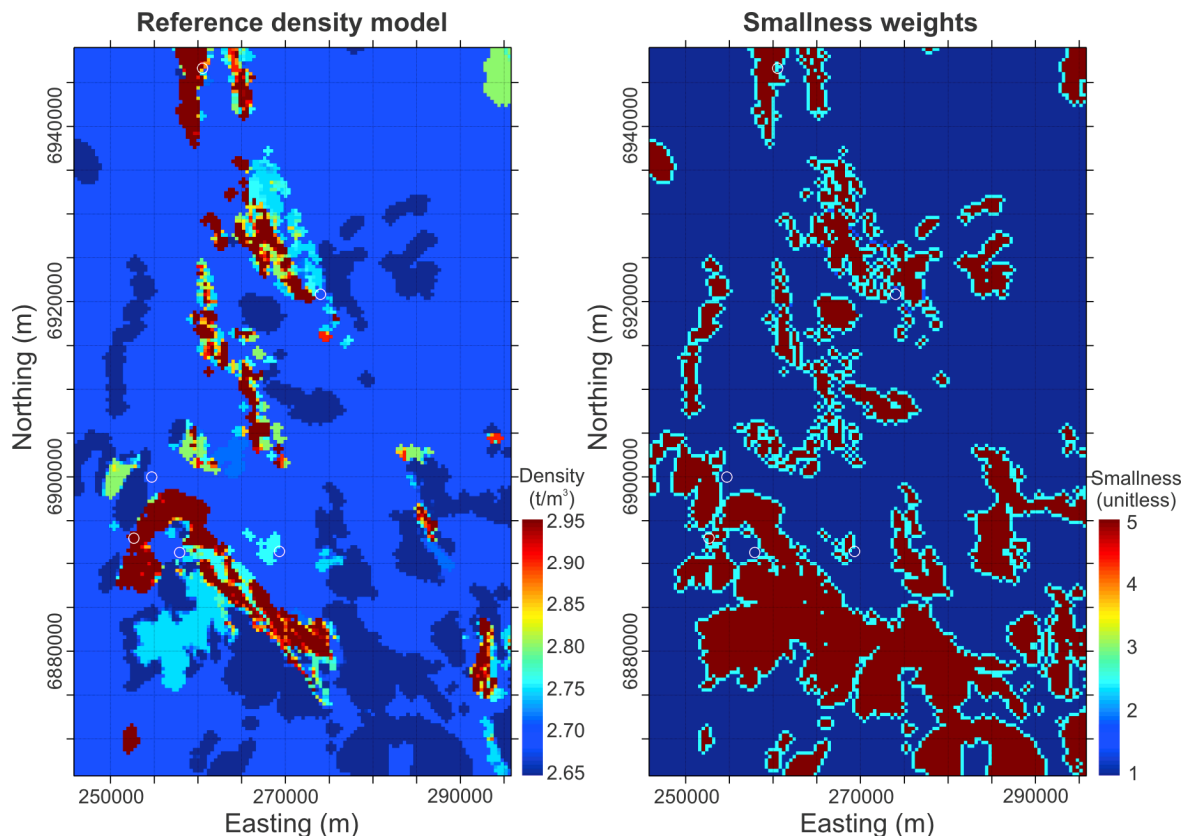 Reference density model
Smallness weights
Northing (m)
6940000
6920000
6900000
6880000
250000
270000
290000
Easting (m)
Density
(t/m³)
2.95
2.90
2.85
2.80
2.75
2.70
2.65
Northing (m)
6940000
6920000
6900000
6880000
250000
270000
290000
Easting (m)
Smallness
(unitless)
5
4
3
2
1